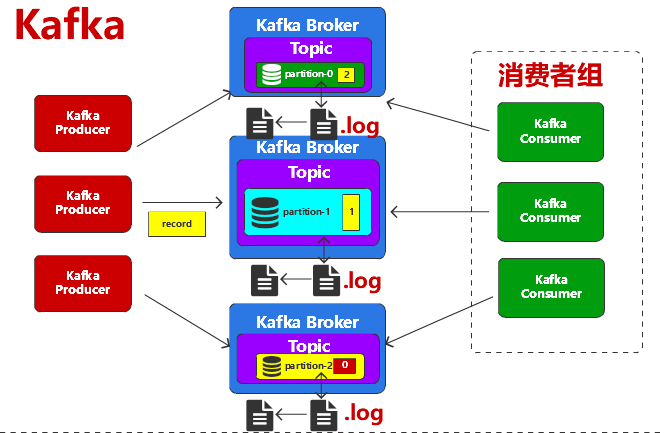 Kafka
Kafka Broker
Topic
partition-0
2
.log
消费者组
Kafka
Producer
Kafka
Consumer
Kafka Broker
Topic
partition-1
1
.log
Kafka
Producer
record
Kafka
Consumer
Kafka
Producer
Kafka
Consumer
Kafka Broker
Topic
partition-2
0
.log